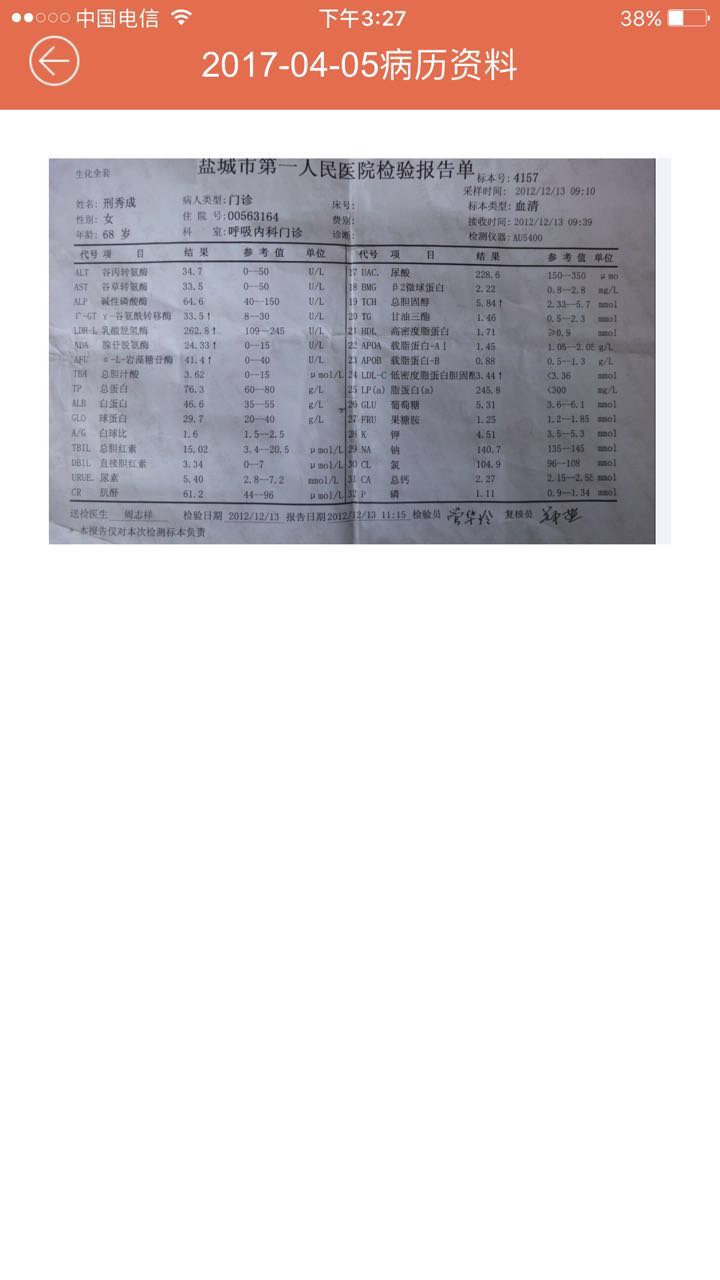 中国电信 下午3:27 38%
2017-04-05病历资料
生化全套 盐城市第一人民医院检验报告单 标本号: 4157
采样时间: 2012/12/13 09:10
姓名: 刑秀成 病人类型: 门诊 床号: 标本类型: 血清
性别: 女 住 院 号: 00563164 费别: 接收时间: 2012/12/13 09:39
年龄: 68 岁 科 室: 呼吸内科门诊 诊断: 检测仪器: AU5400
代号 项 目 结 果 参 考 值 单位 代号 项 目 结 果 参 考 值 单位
ALT 谷丙转氨酶 34.7 0--50 U/L 17 UAC. 尿酸 228.6 150--350 μmo
AST 谷草转氨酶 33.5 0--50 U/L 18 BMG β2微球蛋白 2.22 0.8--2.8 mg/L
ALP 碱性磷酸酶 64.6 40--150 U/L 19 TCH 总胆固醇 5.84↑ 2.33--5.7 mmol
Γ-GT γ-谷氨酰转移酶 33.5↑ 8--30 U/L 20 TG 甘油三酯 1.46 0.5--2.3 mmol
LDH-L 乳酸脱氢酶 262.8↑ 109--245 U/L 21 HDL 高密度脂蛋白 1.71 ≥0.9 mmol
腺苷脱氨酶 24.33↑ 0--15 U/L 22 APOA 载脂蛋白-AⅠ 1.45 1.05--2.05 g/L
AFU α-L-岩藻糖苷酶 41.4↑ 0--40 U/L 23 APOB 载脂蛋白-B 0.88 0.5--1.3 g/L
TBA 总胆汁酸 3.62 0--15 μmol/L 24 LDL-C 低密度脂蛋白胆固醇 3.44↑ <3.36 mmol
TP 总蛋白 76.3 60--80 g/L 25 LP(a) 脂蛋白(a) 245.8 <300 mg/L
ALB 白蛋白 46.6 35--55 g/L 26 GLU 葡萄糖 5.31 3.6--6.1 mmol
GLO 球蛋白 29.7 20--40 g/L 27 FRU 果糖胺 1.25 1.2--1.85 mmol
A/G 白球比 1.6 1.5--2.5 28 K 钾 4.51 3.5--5.3 mmol
TBIL 总胆红素 15.02 3.4--20.5 μmol/L 29 NA 钠 140.7 135--145 mmol
DBIL 直接胆红素 3.34 0--7 μmol/L 30 CL 氯 104.9 96--108 mmol
URUE. 尿素 5.40 2.8--7.2 mmol/L 31 CA 总钙 2.27 2.15--2.55 mmol
CR 肌酐 61.2 44--96 μmol/L 32 P 磷 1.11 0.9--1.34 mmol
送检医生 周志祥 检验日期 2012/12/13 报告日期 2012/12/13 11:15 检验员 复核员
* 本报告仅对本次检测标本负责